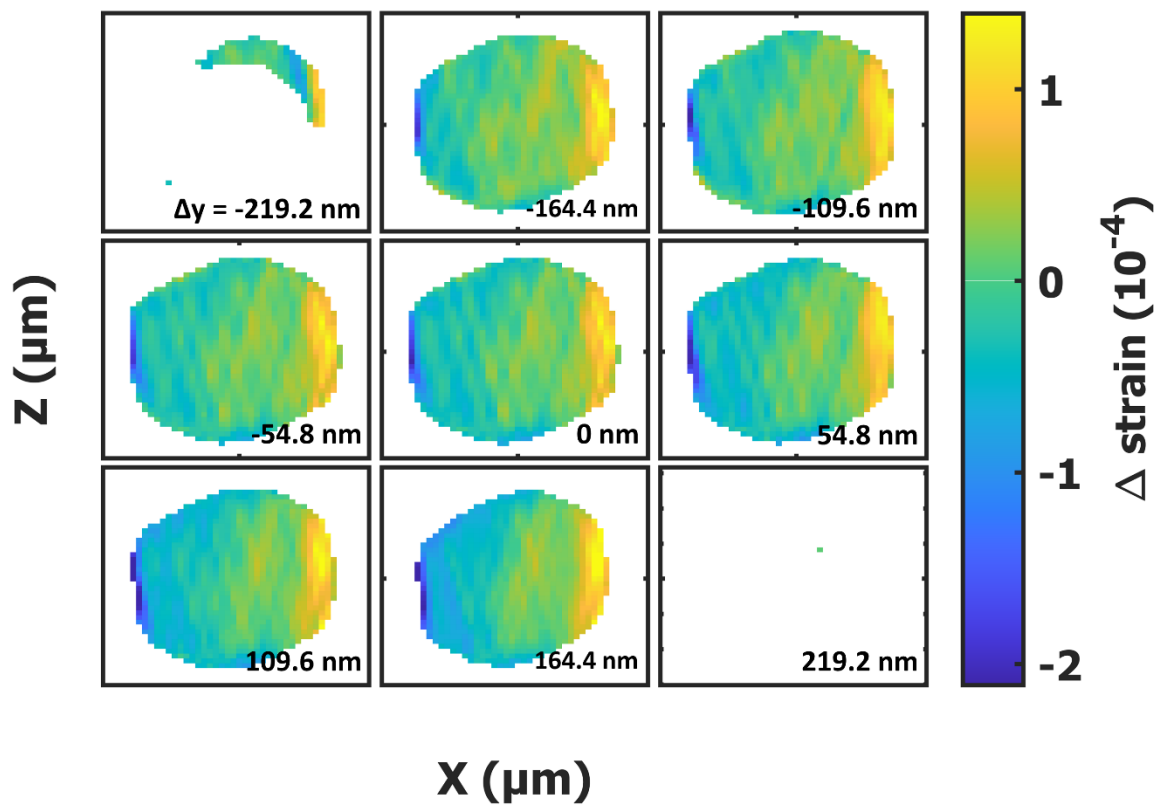 Δy = -219.2 nm
-164.4 nm
-109.6 nm
-54.8 nm
0 nm
54.8 nm
109.6 nm
164.4 nm
219.2 nm
Z (μm)
X (μm)
1
0
-1
-2
Δ strain (10⁻⁴)